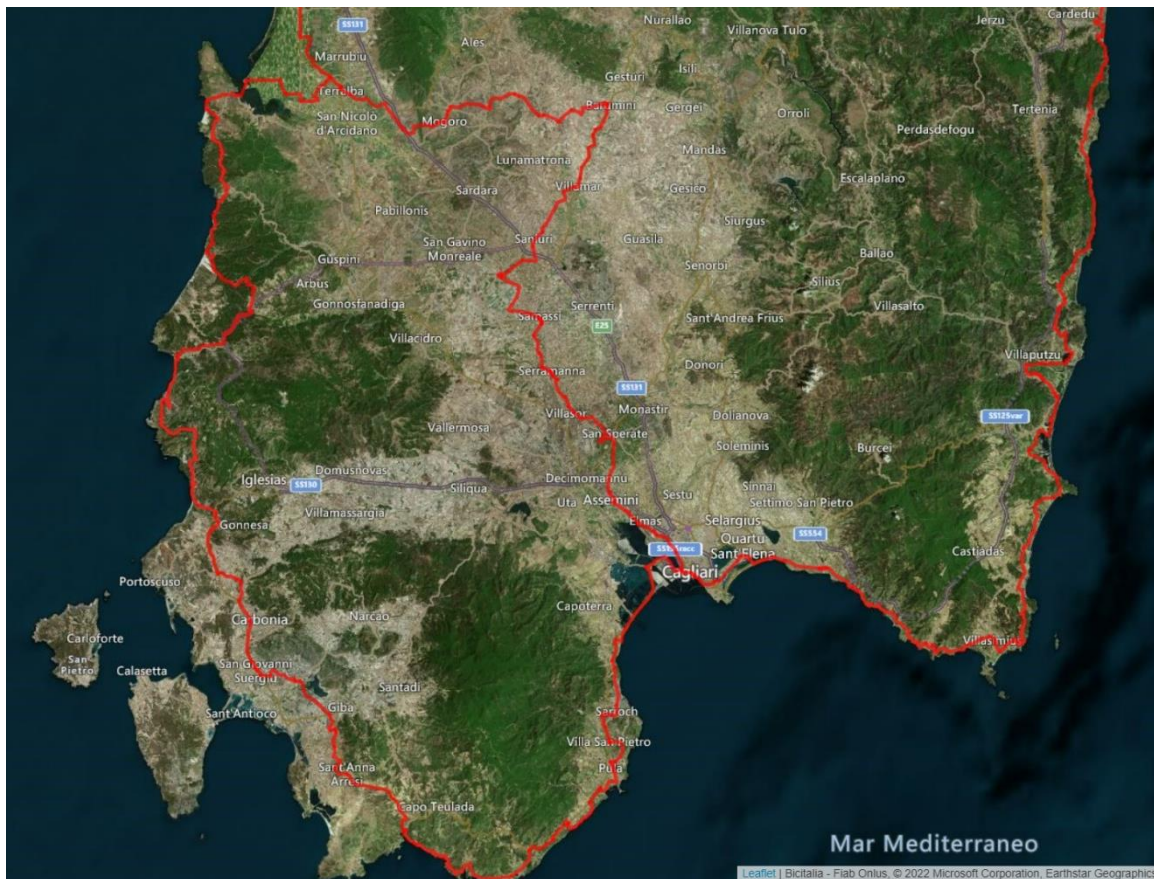 Nurallao
Jerzu
Cardedu
SS131
Villanova Tulo
Ales
Marrubiu
Isili
Gesturi
Terralba
Barumini
Gergei
Orroli
Tertenia
San Nicolò
d'Arcidano
Mogoro
Perdasdefogu
Mandas
Lunamatrona
Escalaplano
Sardara
Villamar
Gesico
Pabillonis
Siurgus
San Gavino
Monreale
Sanluri
Guasila
Ballao
Guspini
Senorbì
Arbus
Silius
Gonnosfanadiga
Serrenti
Villasalto
Samassi
Sant'Andrea Frius
E25
Villacidro
Villaputzu
Donori
Serramanna
SS131
Villasor
Monastir
Dolianova
SS125var
Vallermosa
San Sperate
Soleminis
Burcei
Domusnovas
Iglesias
SS130
Siliqua
Decimomannu
Sinnai
Uta
Assemini
Sestu
Settimo San Pietro
Villamassargia
Gonnesa
Elmas
Selargius
Quartu
Sant'Elena
SS554
Castiadas
Cagliari
Portoscuso
Capoterra
Narcao
Carbonia
Carloforte
San
Pietro
Villasimius
San Giovanni
Suergiu
Calasetta
Santadi
Sant'Antioco
Giba
Sarroch
Villa San Pietro
Sant'Anna
Arresi
Pula
Capo Teulada
Mar Mediterraneo
Leaflet | Bicitalia - Fiab Onlus, © 2022 Microsoft Corporation, Earthstar Geographics